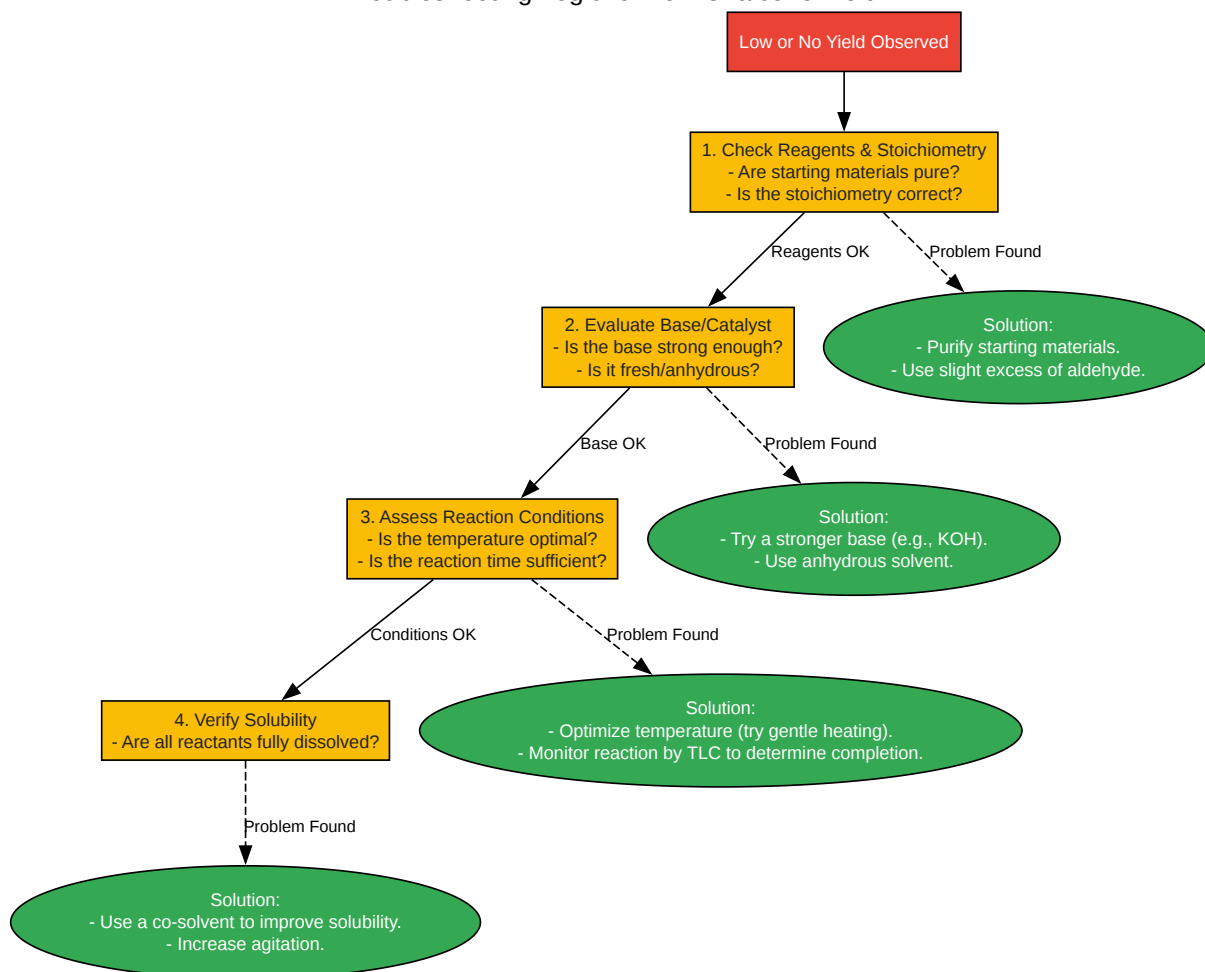 Low or No Yield Observed
1. Check Reagents & Stoichiometry
- Are starting materials pure?
- Is the stoichiometry correct?
Reagents OK
Problem Found
Solution:
- Purify starting materials.
- Use slight excess of aldehyde.
2. Evaluate Base/Catalyst
- Is the base strong enough?
- Is it fresh/anhydrous?
Base OK
Problem Found
Solution:
- Try a stronger base (e.g., KOH).
- Use anhydrous solvent.
3. Assess Reaction Conditions
- Is the temperature optimal?
- Is the reaction time sufficient?
Conditions OK
Problem Found
Solution:
- Optimize temperature (try gentle heating).
- Monitor reaction by TLC to determine completion.
4. Verify Solubility
- Are all reactants fully dissolved?
Problem Found
Solution:
- Use a co-solvent to improve solubility.
- Increase agitation.